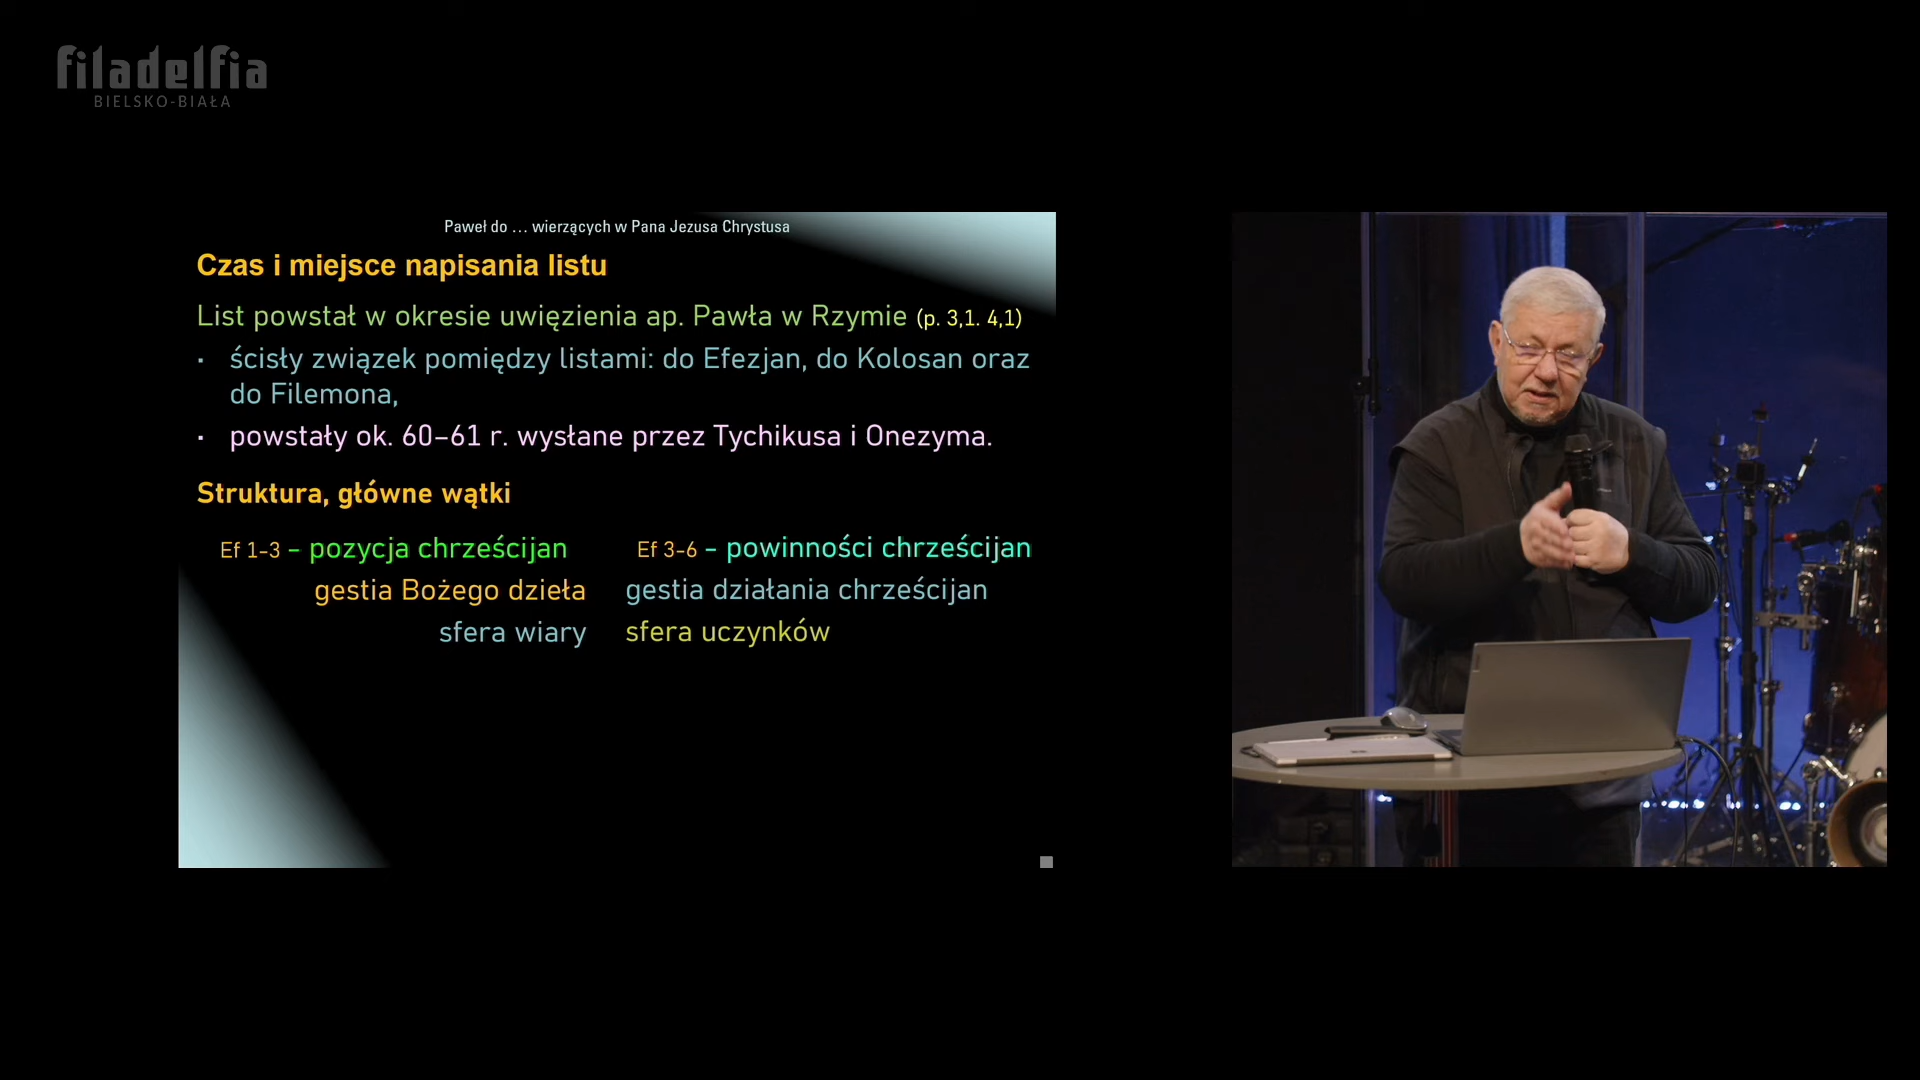 filadelfia
BIELSKO-BIAŁA
Paweł do ... wierzących w Pana Jezusa Chrystusa
Czas i miejsce napisania listu
List powstał w okresie uwięzienia ap. Pawła w Rzymie (p. 3,1. 4,1)
· ścisły związek pomiędzy listami: do Efezjan, do Kolosan oraz
do Filemona,
· powstały ok. 60–61 r. wysłane przez Tychikusa i Onezyma.
Struktura, główne wątki
Ef 1-3 – pozycja chrześcijan
gestia Bożego dzieła
sfera wiary
Ef 3-6 – powinności chrześcijan
gestia działania chrześcijan
sfera uczynków